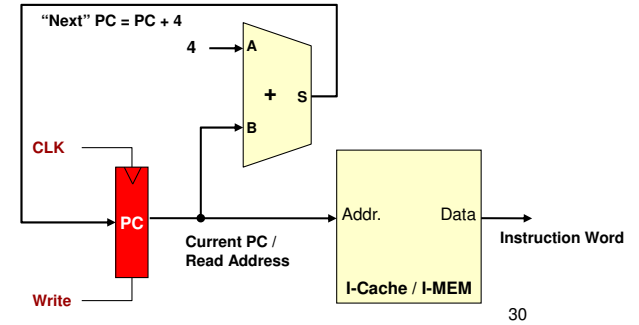 “Next” PC = PC + 4
4
A
+
S
B
CLK
PC
Addr.
Data
Current PC /
Read Address
Instruction Word
I-Cache / I-MEM
Write
30